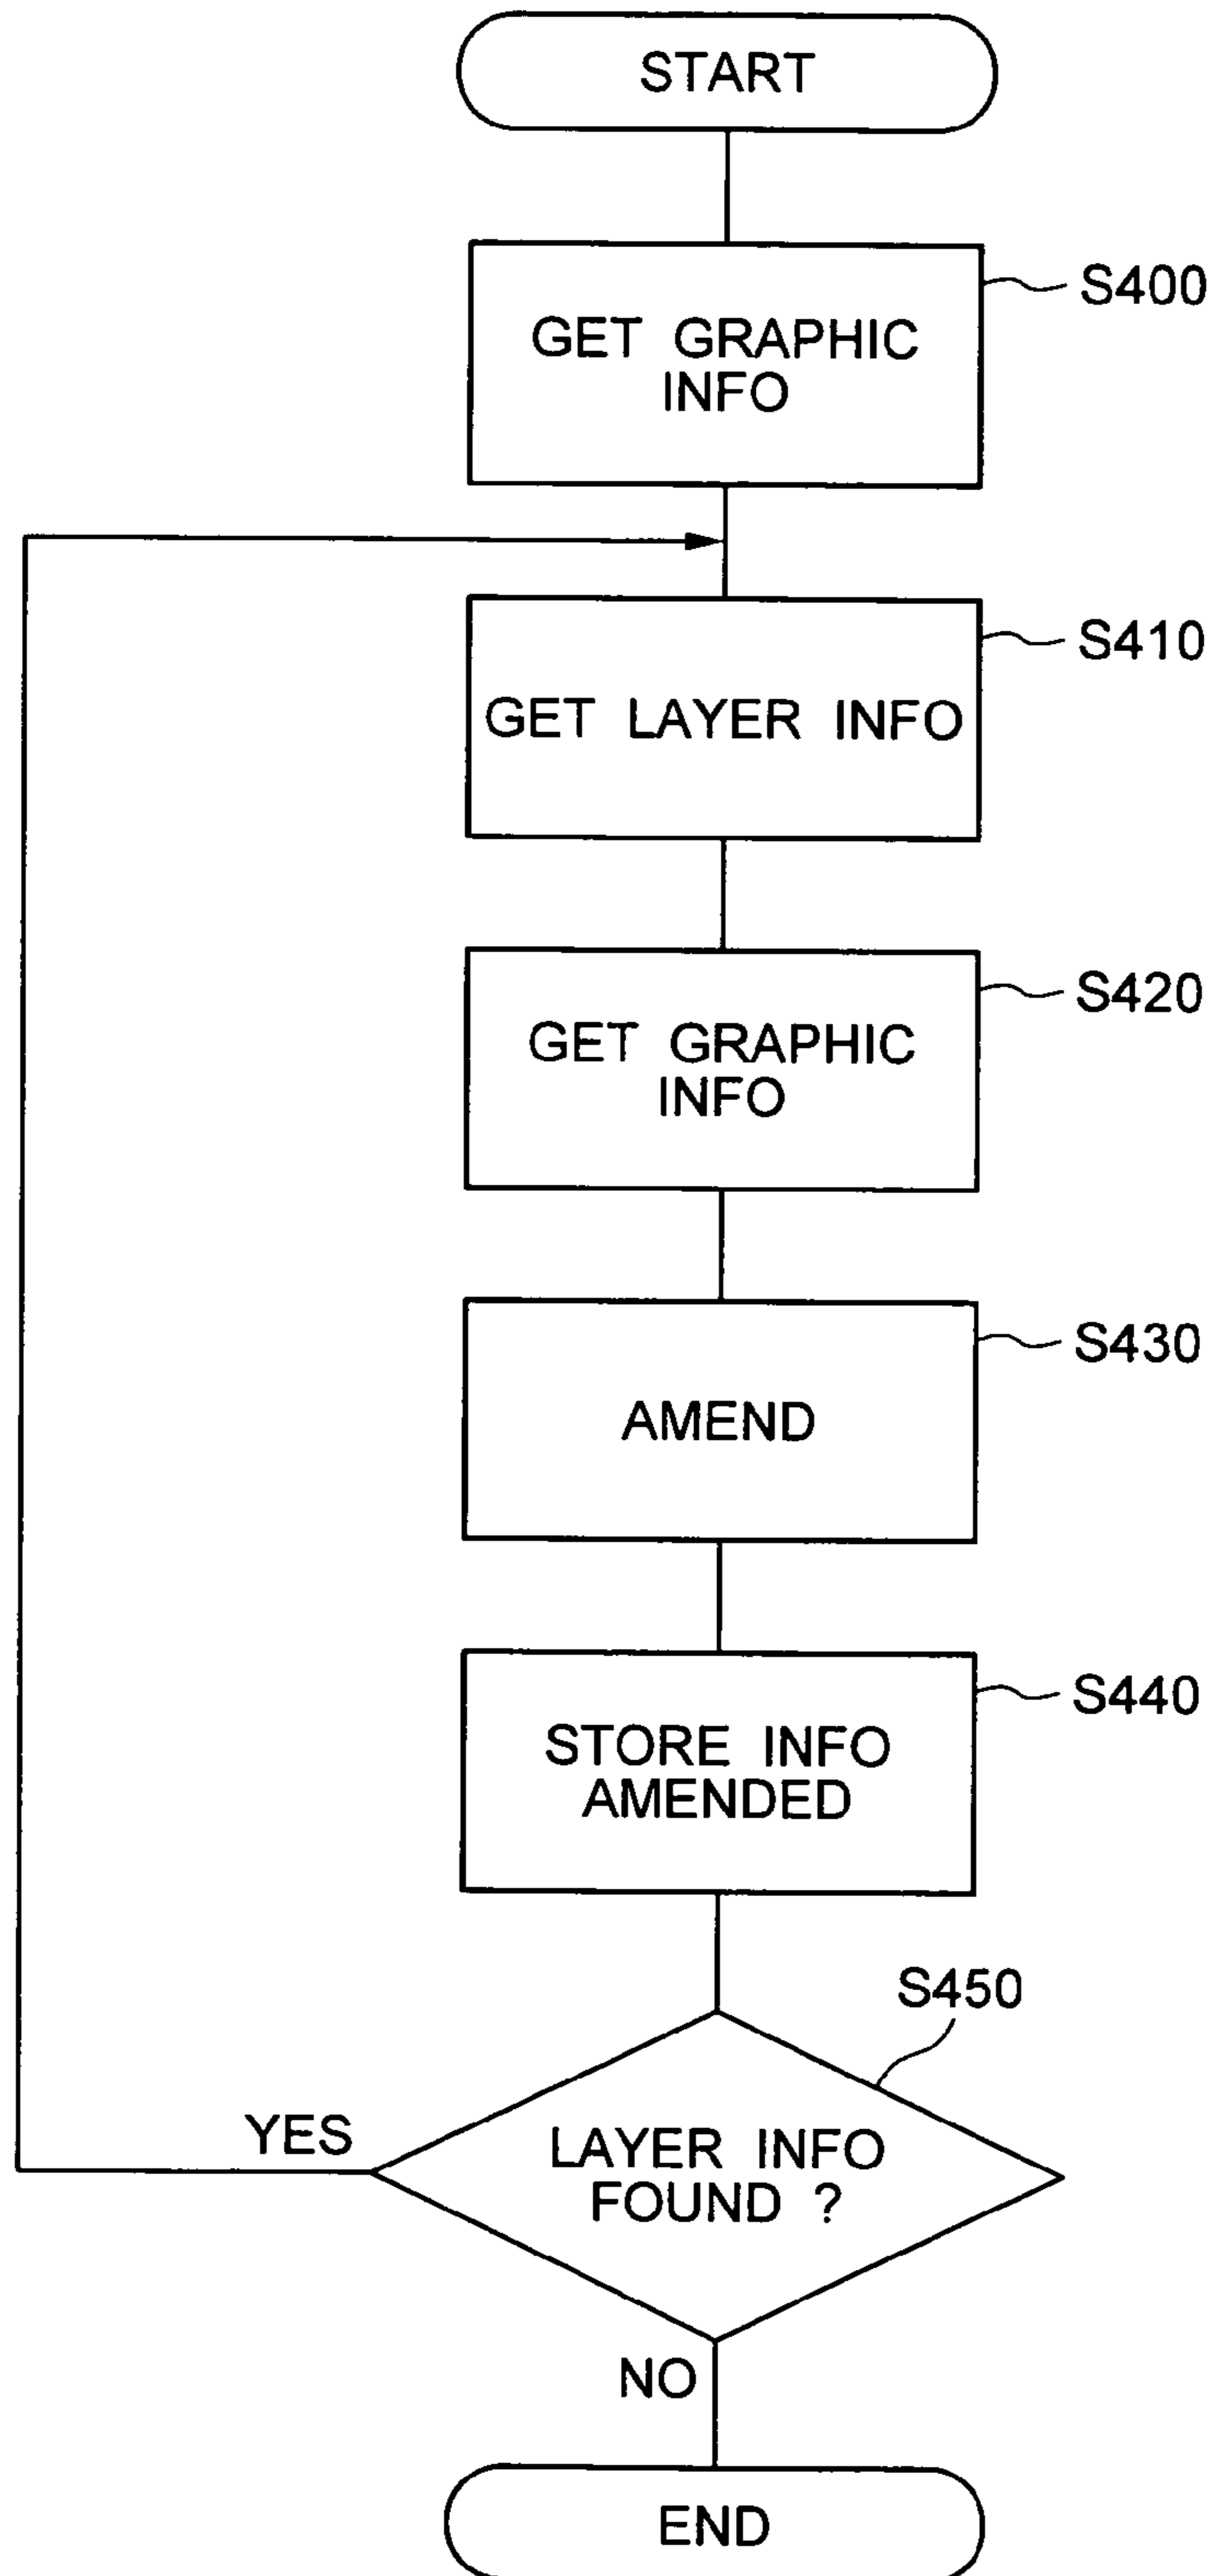 START
S400
GET GRAPHIC
INFO
S410
GET LAYER INFO
S420
GET GRAPHIC
INFO
S430
AMEND
S440
STORE INFO
AMENDED
S450
YES
LAYER INFO
FOUND ?
NO
END